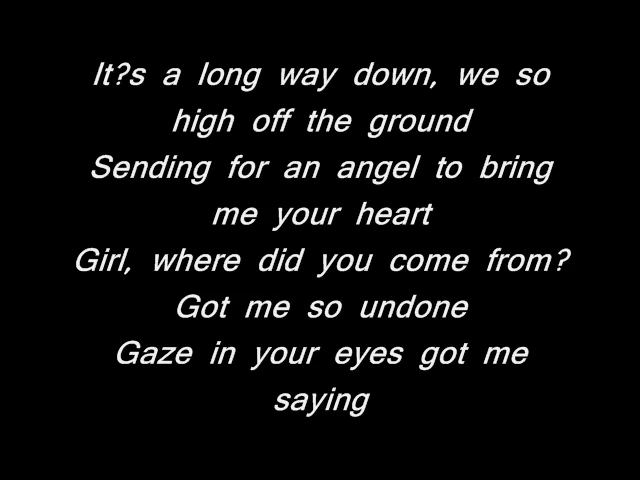 It?s a long way down, we so
high off the ground
Sending for an angel to bring
me your heart
Girl, where did you come from?
Got me so undone
Gaze in your eyes got me
saying